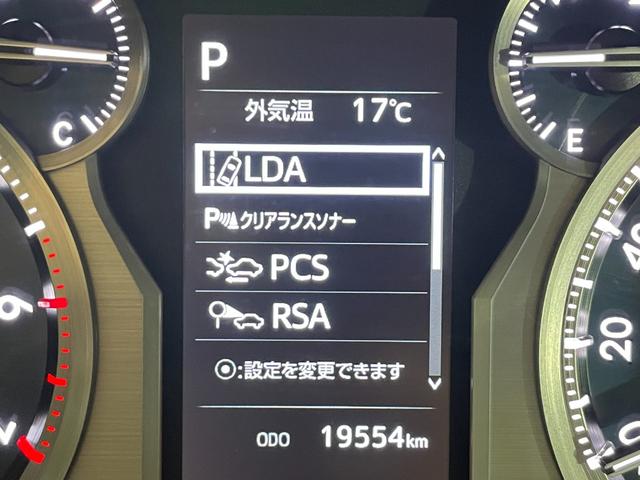 P
外気温 17℃
C
E
LDA
P クリアランスソナー
PCS
RSA
:設定を変更できます
ODO 19554km
6
40
20